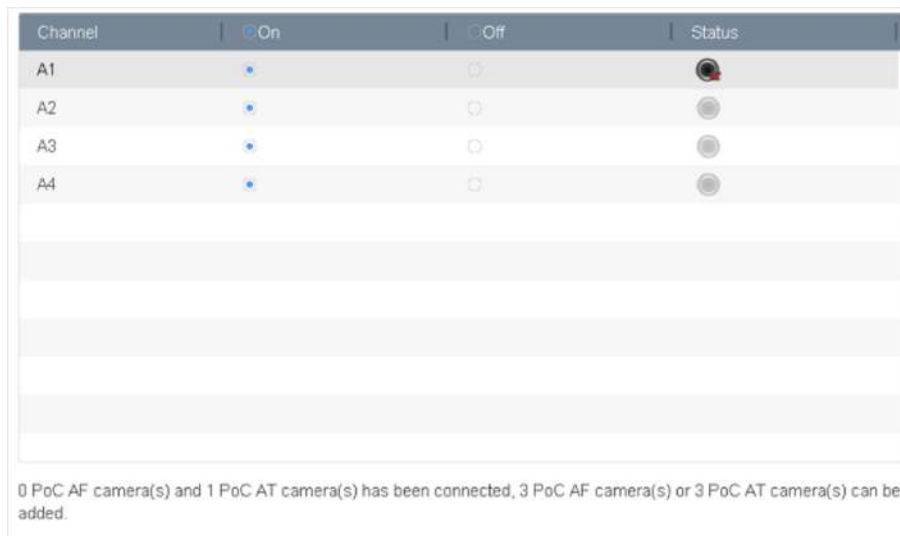 Channel On Off Status
A1
A2
A3
A4
0 PoC AF camera(s) and 1 PoC AT camera(s) has been connected, 3 PoC AF camera(s) or 3 PoC AT camera(s) can be
added.